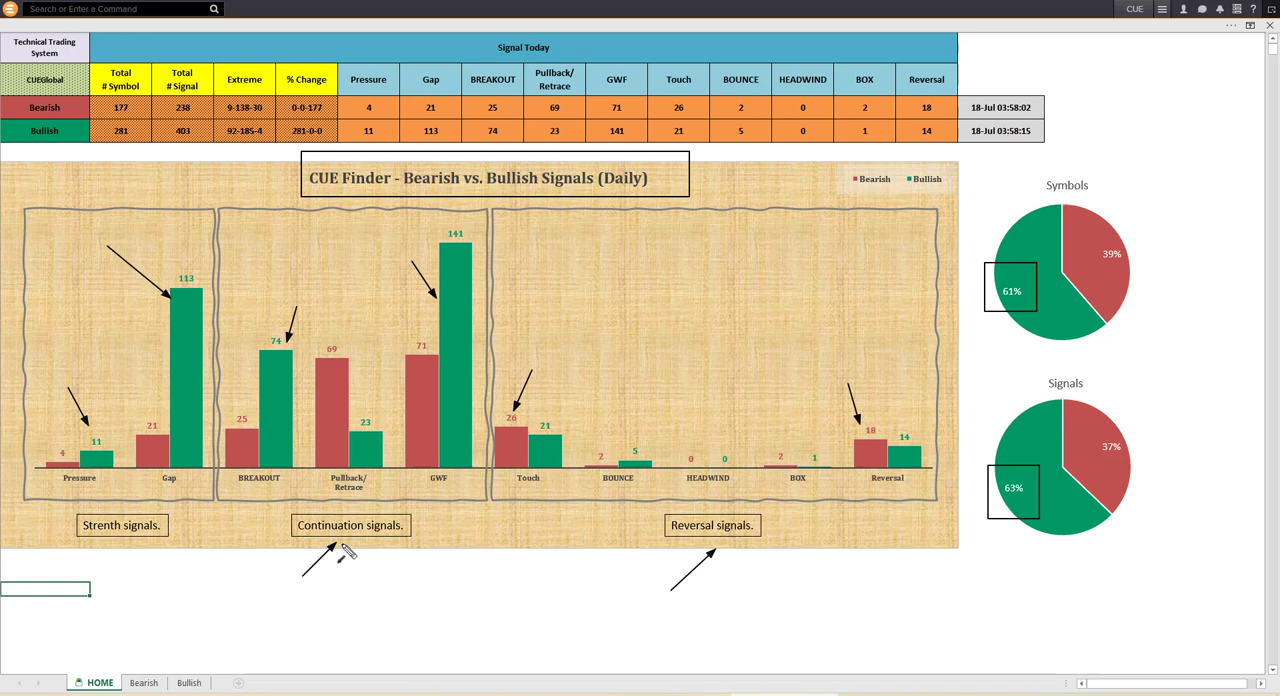 Search or Enter a Command
CUE
?
Technical Trading
System
Signal Today
CUEGlobal
Total
# Symbol
Total
# Signal
Extreme
% Change
Pressure
Gap
BREAKOUT
Pullback/
Retrace
GWF
Touch
BOUNCE
HEADWIND
BOX
Reversal
Bearish 177 238 9-138-30 0-0-177 4 21 25 69 71 26 2 0 2 18 18-Jul 03:58:02
Bullish 281 403 92-185-4 281-0-0 11 113 74 23 141 21 5 0 1 14 18-Jul 03:58:15
CUE Finder - Bearish vs. Bullish Signals (Daily)
Bearish Bullish
4 11 21 113 25 74 69 23 71 141 26 21 2 5 0 0 2 1 18 14
Pressure Gap BREAKOUT Pullback/ GWF Touch BOUNCE HEADWIND BOX Reversal
Retrace
Strenth signals.
Continuation signals.
Reversal signals.
Symbols
39%
61%
Signals
37%
63%
HOME Bearish Bullish